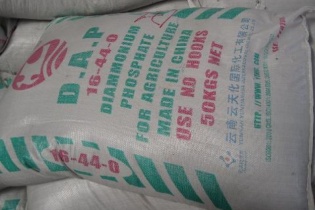 D.A.P
16-44-0
DIAMMONIUM
PHOSPHATE
FOR AGRICULTURE
MADE IN CHINA
USE NO HOOKS
50KGS NET
16-44-0